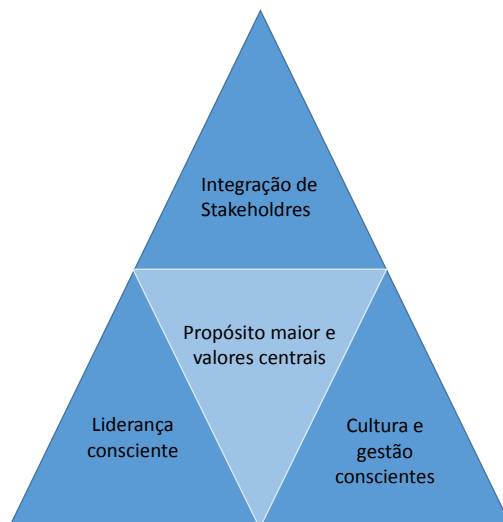 Integração de
Stakeholdres
Propósito maior e
valores centrais
Liderança
consciente
Cultura e
gestão
conscientes